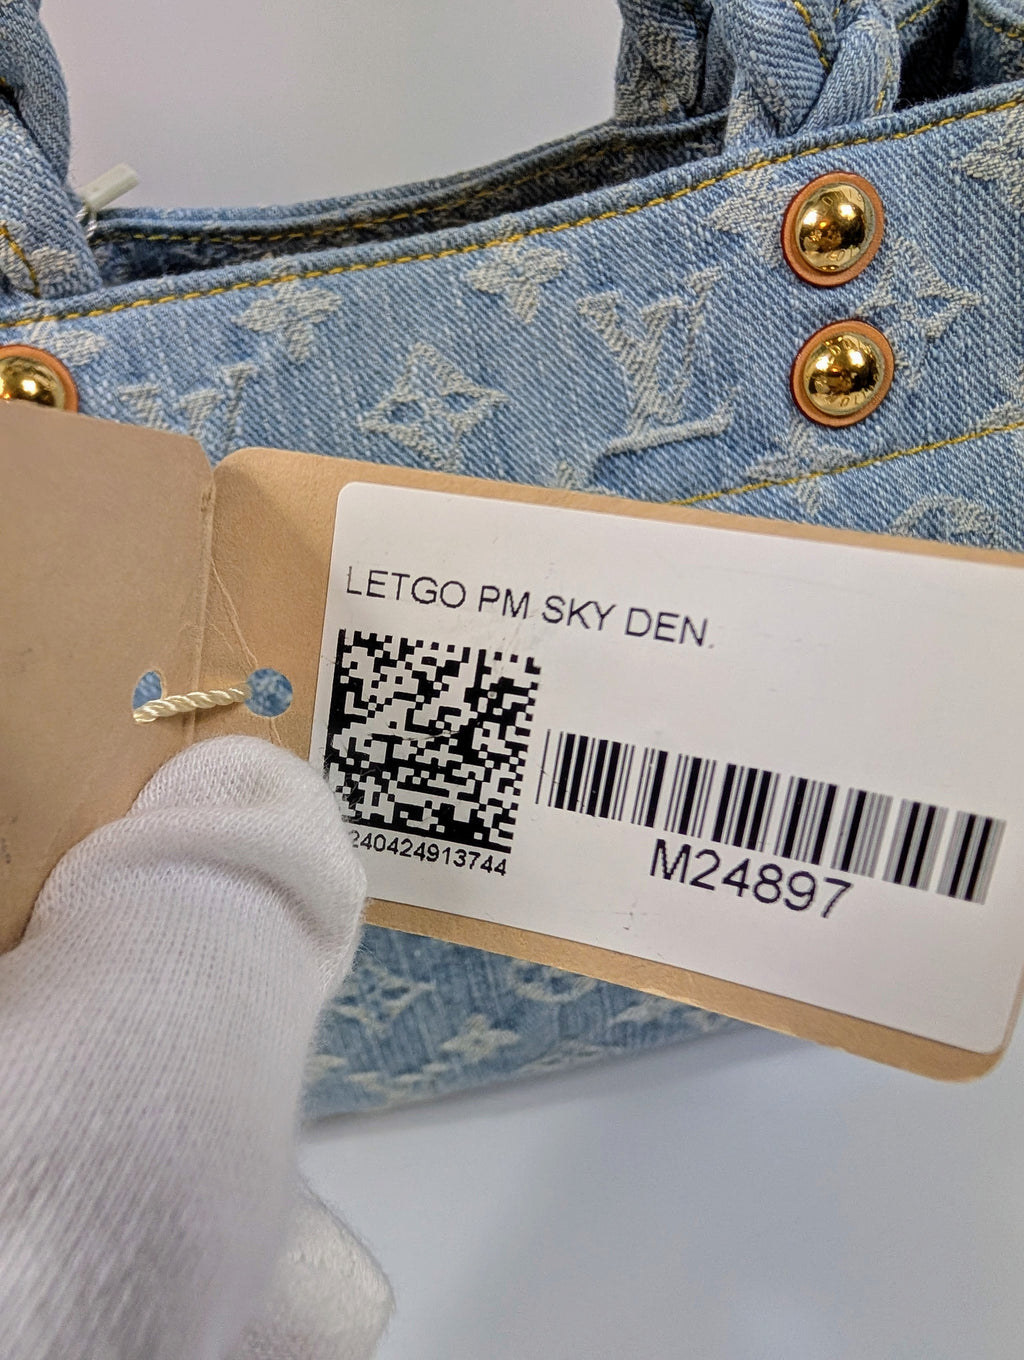 LETGO PM SKY DEN.
240424913744
M24897